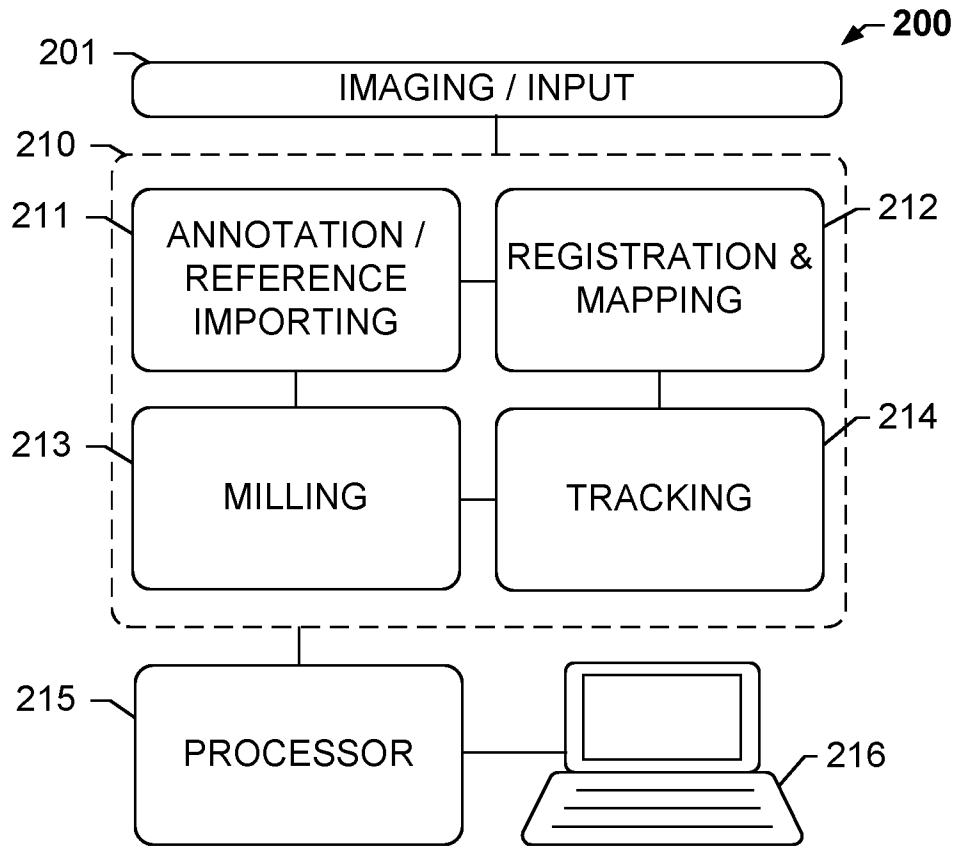 200
201
IMAGING / INPUT
210
211
ANNOTATION /
REFERENCE
IMPORTING
212
REGISTRATION &
MAPPING
213
MILLING
214
TRACKING
215
PROCESSOR
216